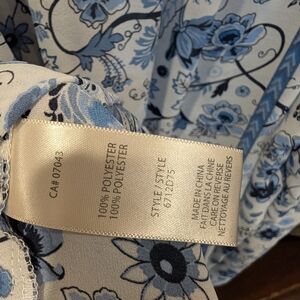 CA# 07043
100% POLYESTER
100% POLYESTER
STYLE / STYLE
6712D75
MADE IN CHINA
FAIT DANS LA CHINE
CARE ON REVERSE
NETTOYAGE AU REVERS